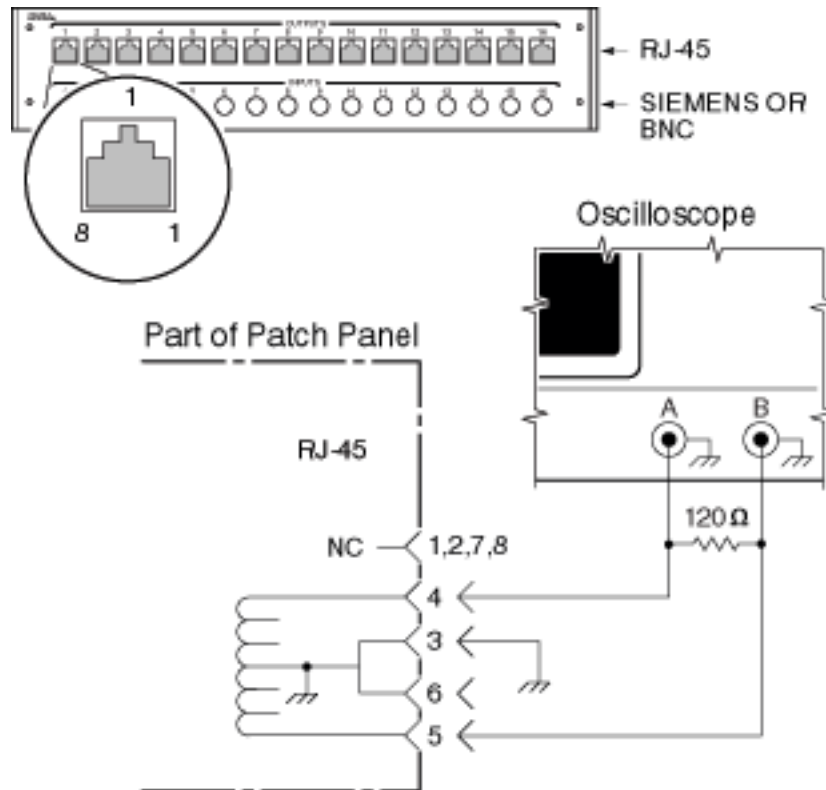 OUTPUTS
1 2 3 4 5 6 7 8 9 10 11 12 13 14 15 16
RJ-45
INPUTS
SIEMENS OR
BNC
1
8 1
Oscilloscope
Part of Patch Panel
A B
RJ-45
120 Ω
NC 1,2,7,8
4
3
6
5